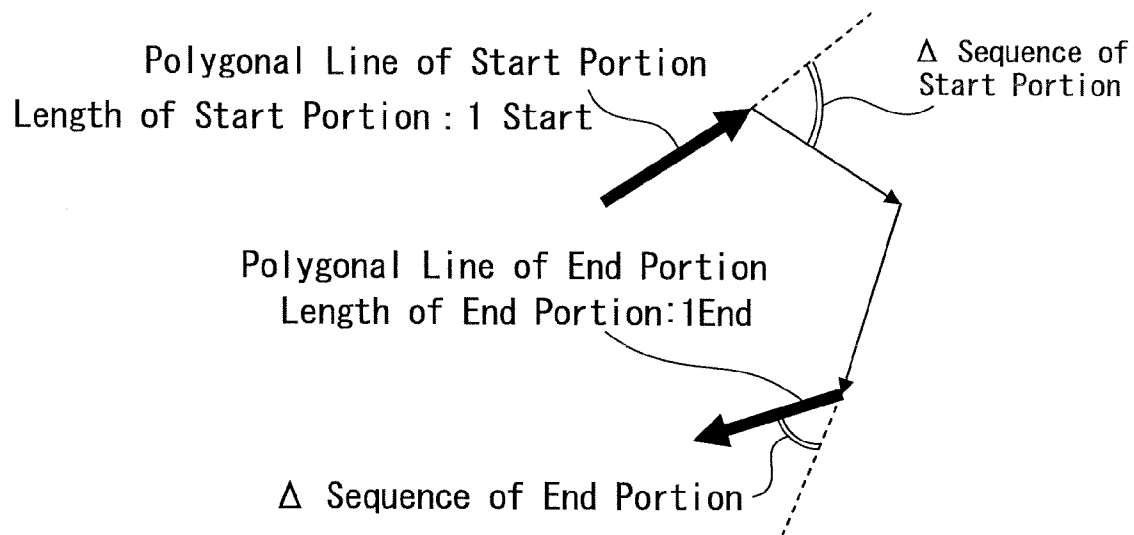 Polygonal Line of Start Portion
Length of Start Portion : 1 Start
Δ Sequence of
Start Portion
Polygonal Line of End Portion
Length of End Portion:1End
Δ Sequence of End Portion